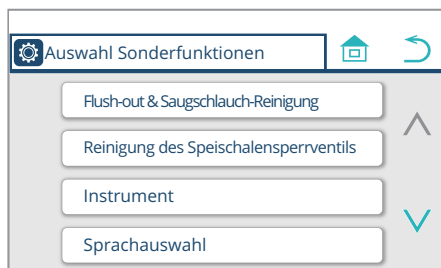 Auswahl Sonderfunktionen
Flush-out & Saugschlauch-Reinigung
Reinigung des Speischalensperrventils
Instrument
Sprachauswahl